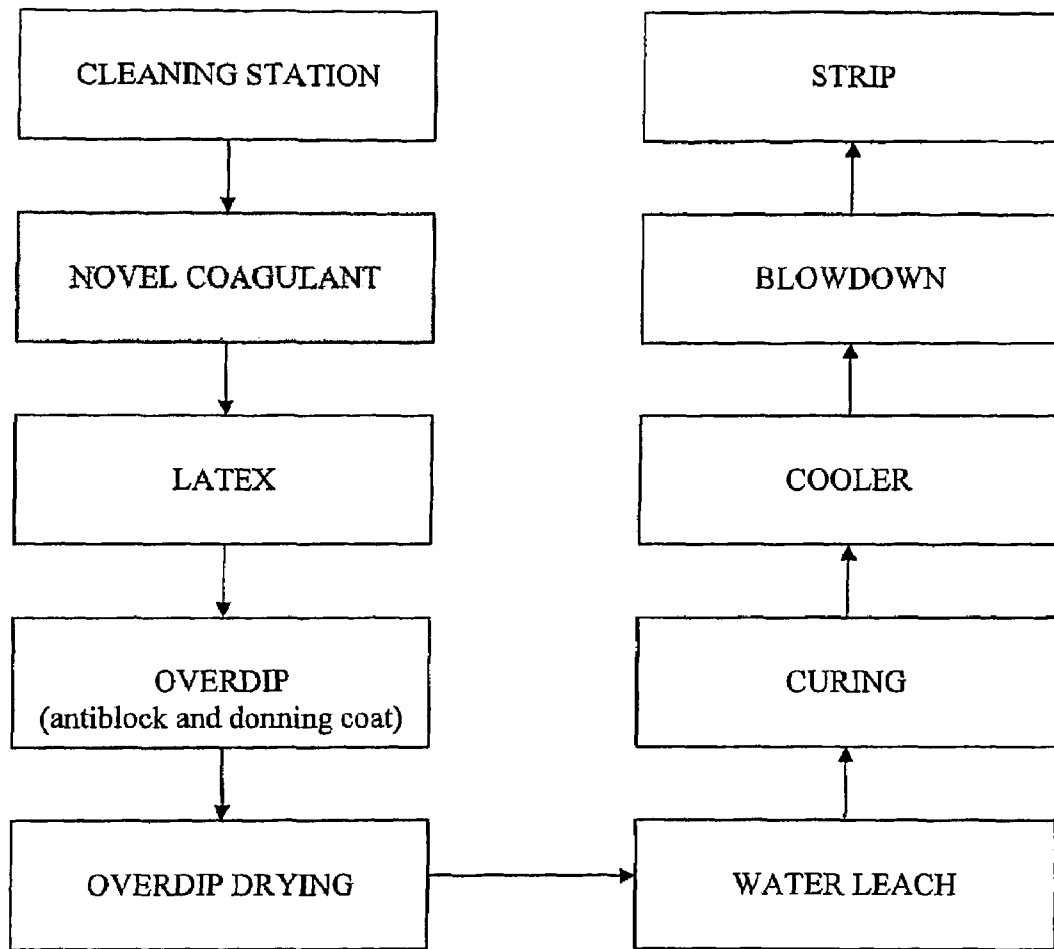 CLEANING STATION
NOVEL COAGULANT
LATEX
OVERDIP
(antiblock and donning coat)
OVERDIP DRYING
WATER LEACH
CURING
COOLER
BLOWDOWN
STRIP